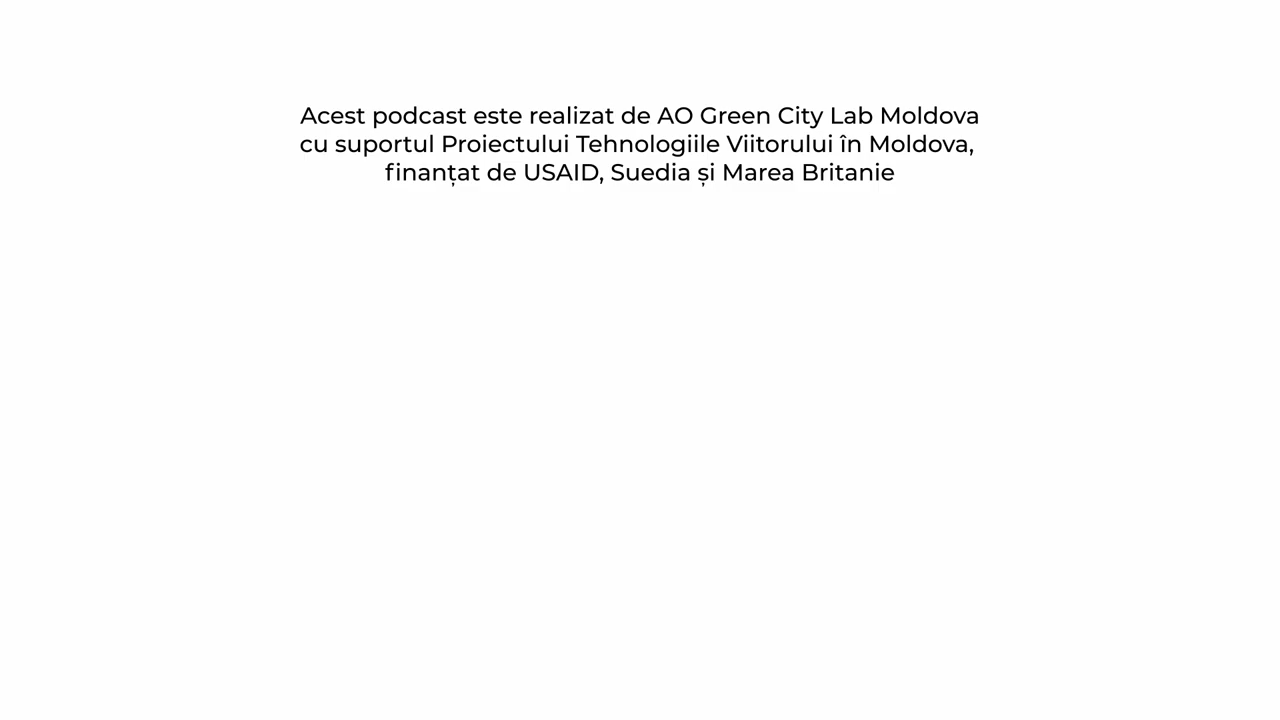 Acest podcast este realizat de AO Green City Lab Moldova
cu suportul Proiectului Tehnologiile Viitorului în Moldova,
finanțat de USAID, Suedia și Marea Britanie